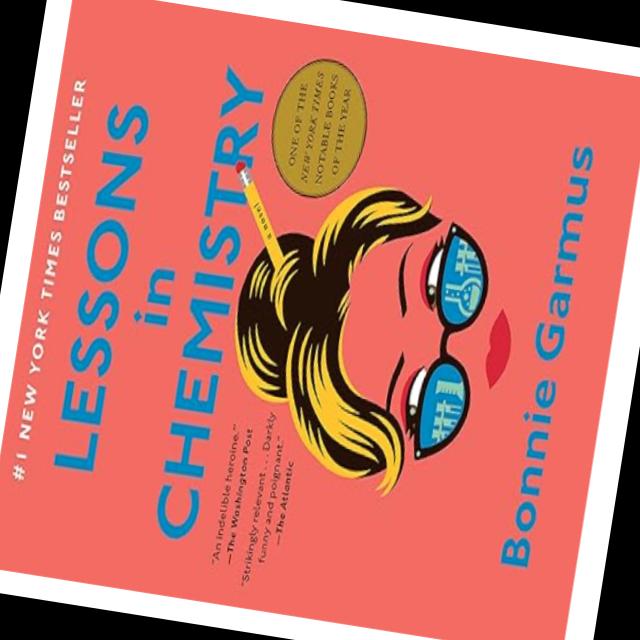 #1 NEW YORK TIMES BESTSELLER
LESSONS
in
CHEMISTRY
ONE OF THE
NEW YORK TIMES
NOTABLE BOOKS
OF THE YEAR
a novel
"An indelible heroine."
—The Washington Post
"Strikingly relevant . . . Darkly
funny and poignant."
—The Atlantic
Bonnie Garmus